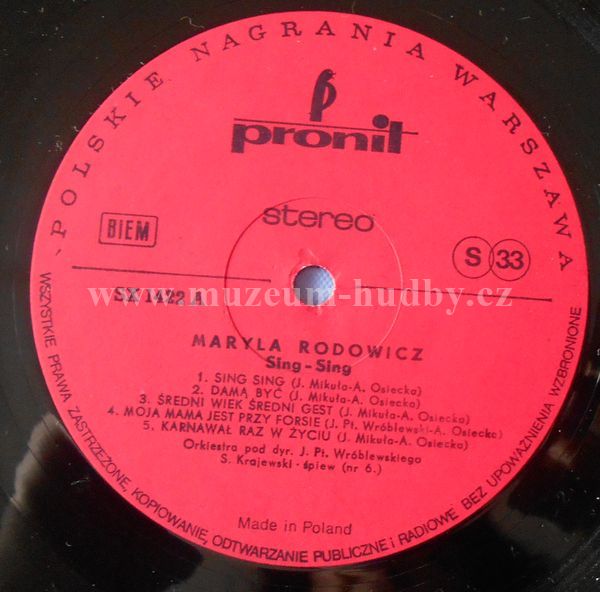 POLSKIE NAGRANIA WARSZAWA
pronit
stereo
BIEM
S 33
www.muzeum-hudby.cz
SX 1422 A
MARYLA RODOWICZ
Sing-Sing
1. SING SING (J. Mikuła-A. Osiecka)
2. DAMĄ BYĆ (J. Mikuła-A. Osiecka)
3. ŚREDNI WIEK ŚREDNI GEST (J. Mikuła-A. Osiecka)
4. MOJA MAMA JEST PRZY FORSIE (J. Pt. Wróblewski-A. Osiecka)
5. KARNAWAŁ RAZ W ŻYCIU (J. Mikuła-A. Osiecka)
Orkiestra pod dyr. J. Pt. Wróblewskiego
S. Krajewski - śpiew (nr 6.)
Made in Poland
WSZYSTKIE PRAWA ZASTRZEŻONE, KOPIOWANIE, ODTWARZANIE PUBLICZNE i RADIOWE BEZ UPOWAŻNIENIA WZBRONIONE